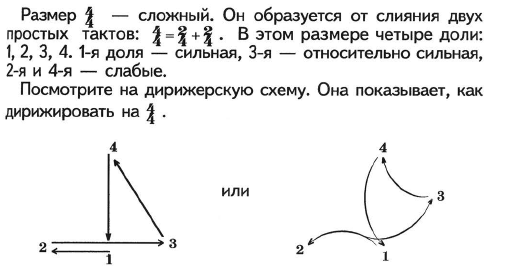 Размер 4/4 — сложный. Он образуется от слияния двух
простых тактов: 4/4 = 2/4 + 2/4. В этом размере четыре доли:
1, 2, 3, 4. 1-я доля — сильная, 3-я — относительно сильная,
2-я и 4-я — слабые.
Посмотрите на дирижерскую схему. Она показывает, как
дирижировать на 4/4.
4
2
1
3
или
4
3
2
1